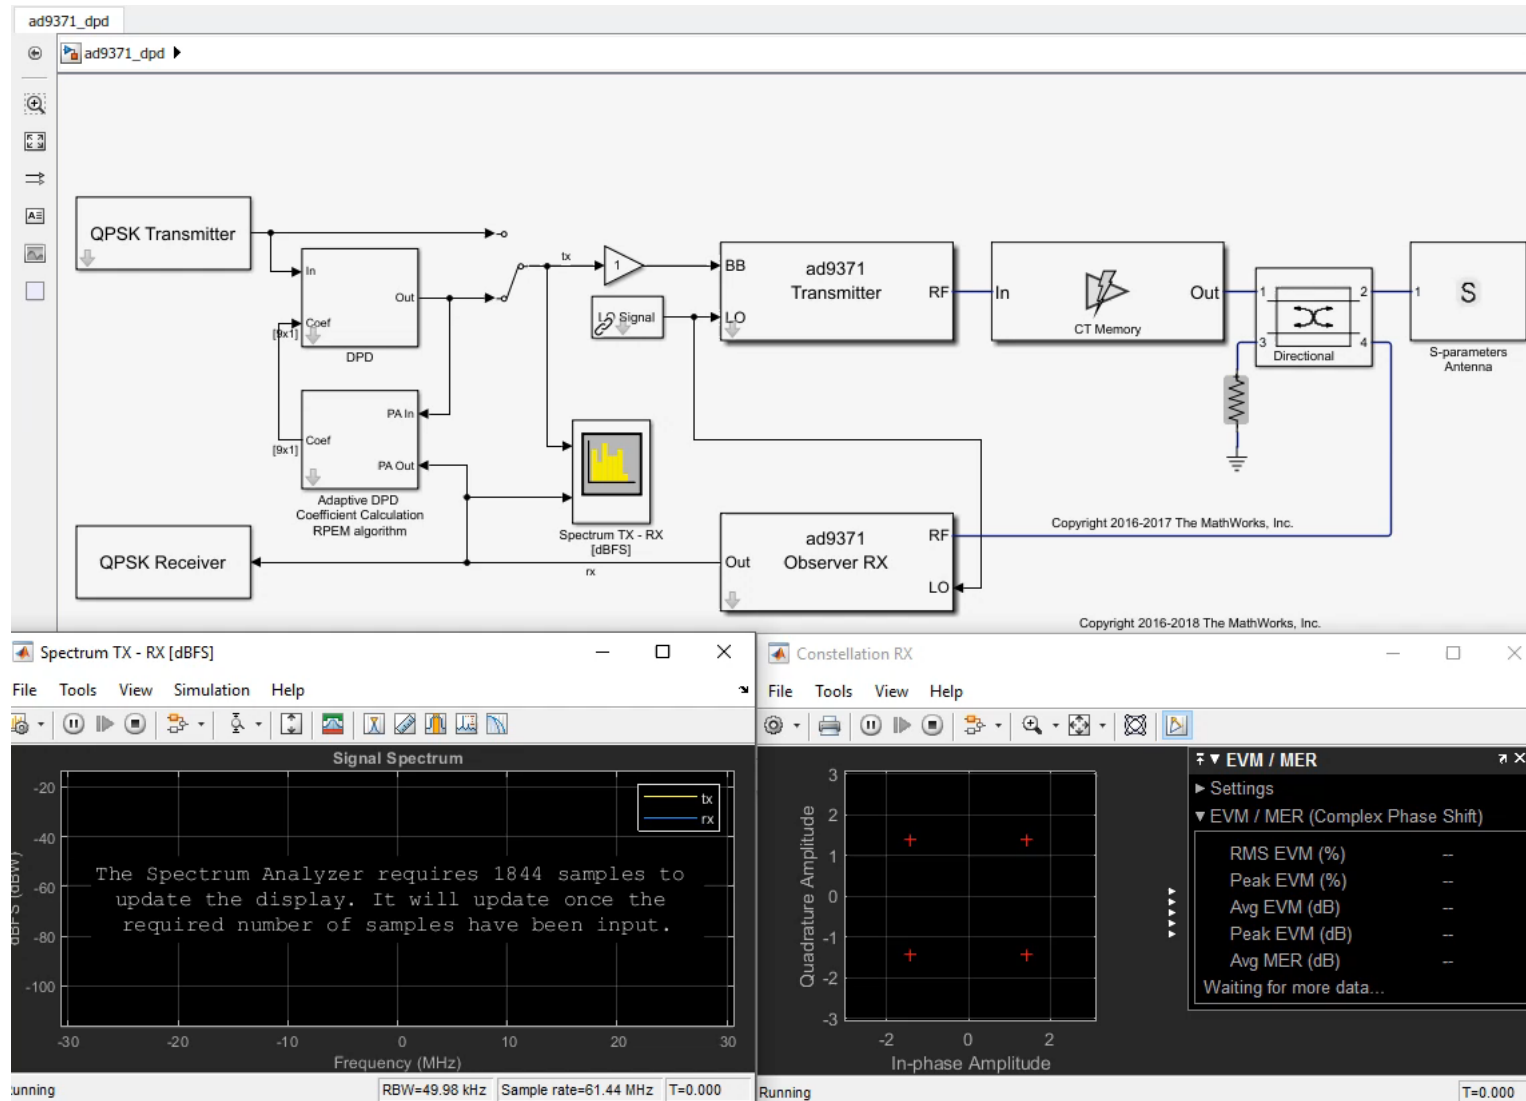 ad9371_dpd
ad9371_dpd
QPSK Transmitter
In
Out
Coef
[9x1]
DPD
PA In
Coef
[9x1]
PA Out
Adaptive DPD
Coefficient Calculation
RPEM algorithm
QPSK Receiver
tx
1
LO Signal
BB
LO
ad9371
Transmitter
RF
In
Out
CT Memory
1
2
3
4
Directional
1
S
S-parameters
Antenna
Spectrum TX - RX
[dBFS]
rx
ad9371
Observer RX
Out
RF
LO
Copyright 2016-2017 The MathWorks, Inc.
Copyright 2016-2018 The MathWorks, Inc.
Spectrum TX - RX [dBFS]
File Tools View Simulation Help
Signal Spectrum
tx
rx
The Spectrum Analyzer requires 1844 samples to
update the display. It will update once the
required number of samples have been input.
-20
-40
-60
-80
-100
dBFS (dBW)
-30 -20 -10 0 10 20 30
Frequency (MHz)
RBW=49.98 kHz Sample rate=61.44 MHz T=0.000
Constellation RX
File Tools View Help
3
2
1
0
-1
-2
-3
Quadrature Amplitude
-2 0 2
In-phase Amplitude
EVM / MER
Settings
EVM / MER (Complex Phase Shift)
RMS EVM (%) --
Peak EVM (%) --
Avg EVM (dB) --
Peak EVM (dB) --
Avg MER (dB) --
Waiting for more data...
Running
T=0.000